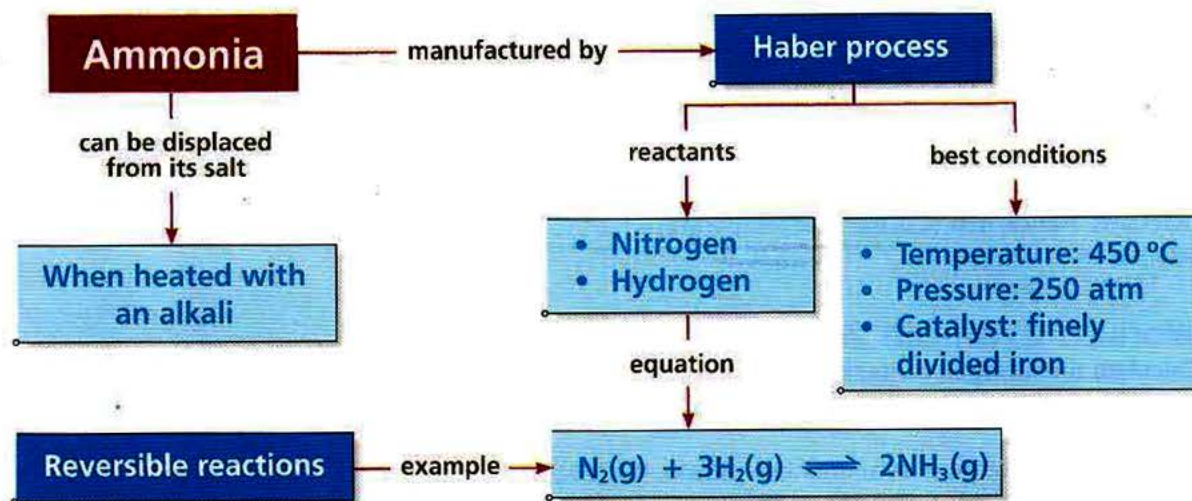 Ammonia
manufactured by
Haber process
can be displaced
from its salt
When heated with
an alkali
reactants
best conditions
• Nitrogen
• Hydrogen
• Temperature: 450 °C
• Pressure: 250 atm
• Catalyst: finely
divided iron
equation
Reversible reactions
example
N₂(g) + 3H₂(g) ⇌ 2NH₃(g)